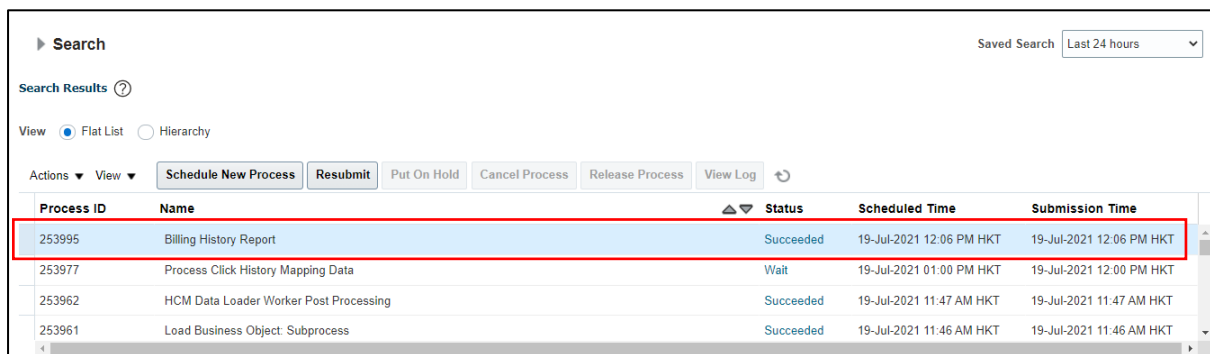 Search
Saved Search Last 24 hours
Search Results ?
View Flat List Hierarchy
Actions View Schedule New Process Resubmit Put On Hold Cancel Process Release Process View Log
Process ID Name Status Scheduled Time Submission Time
253995 Billing History Report Succeeded 19-Jul-2021 12:06 PM HKT 19-Jul-2021 12:06 PM HKT
253977 Process Click History Mapping Data Wait 19-Jul-2021 01:00 PM HKT 19-Jul-2021 12:00 PM HKT
253962 HCM Data Loader Worker Post Processing Succeeded 19-Jul-2021 11:47 AM HKT 19-Jul-2021 11:47 AM HKT
253961 Load Business Object: Subprocess Succeeded 19-Jul-2021 11:46 AM HKT 19-Jul-2021 11:46 AM HKT